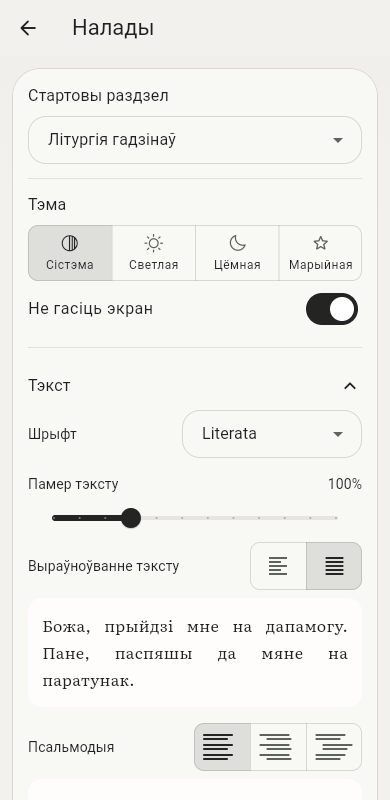 Налады
Стартовы раздзел
Літургія гадзінаў
Тэма
Сістэма
Светлая
Цёмная
Марыйная
Не гасіць экран
Тэкст
Шрыфт
Literata
Памер тэксту
100%
Выраўноўванне тэксту
Божа, прыйдзі мне на дапамогу.
Пане, паспяшы да мяне на
паратунак.
Псальмодыя